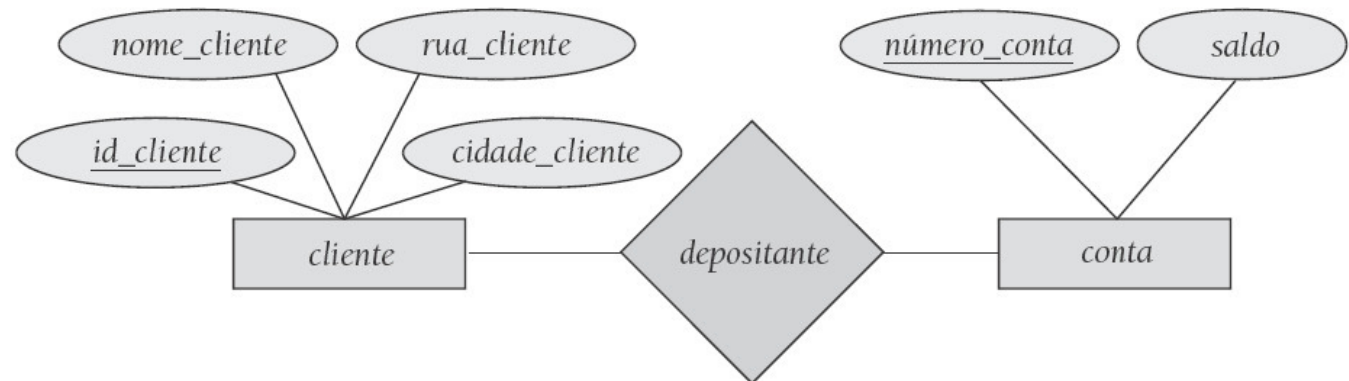 nome_cliente
rua_cliente
número_conta
saldo
id_cliente
cidade_cliente
cliente
depositante
conta